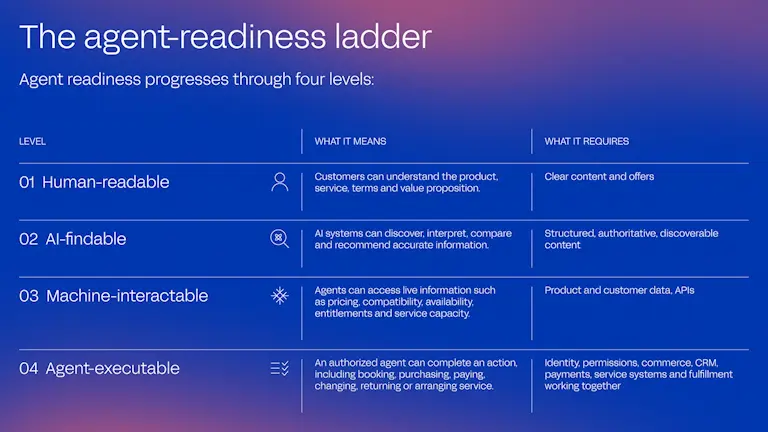 The agent-readiness ladder
Agent readiness progresses through four levels:
LEVEL
WHAT IT MEANS
WHAT IT REQUIRES
01 Human-readable
Customers can understand the product,
service, terms and value proposition.
Clear content and offers
02 AI-findable
AI systems can discover, interpret, compare
and recommend accurate information.
Structured, authoritative, discoverable
content
03 Machine-interactable
Agents can access live information such
as pricing, compatibility, availability,
entitlements and service capacity.
Product and customer data, APIs
04 Agent-executable
An authorized agent can complete an action,
including booking, purchasing, paying,
changing, returning or arranging service.
Identity, permissions, commerce, CRM,
payments, service systems and fulfillment
working together